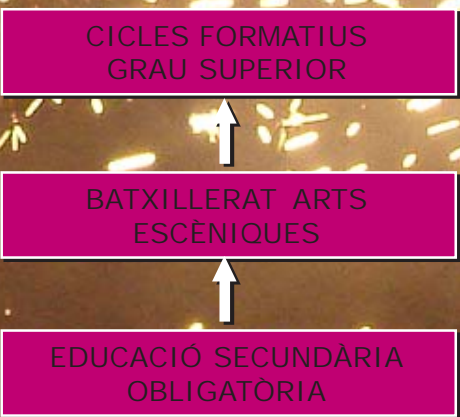 CICLES FORMATIUS
GRAU SUPERIOR
BATXILLERAT ARTS
ESCÈNIQUES
EDUCACIÓ SECUNDÀRIA
OBLIGATÒRIA